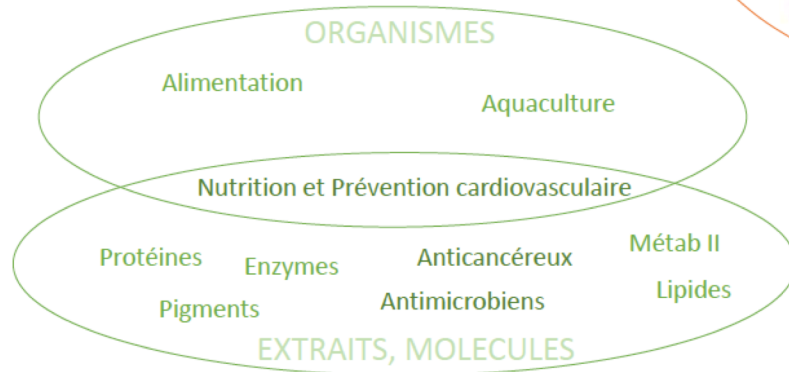 ORGANISMES
Alimentation
Aquaculture
Nutrition et Prévention cardiovasculaire
Protéines
Enzymes
Anticancéreux
Métab II
Pigments
Antimicrobiens
Lipides
EXTRAITS, MOLECULES